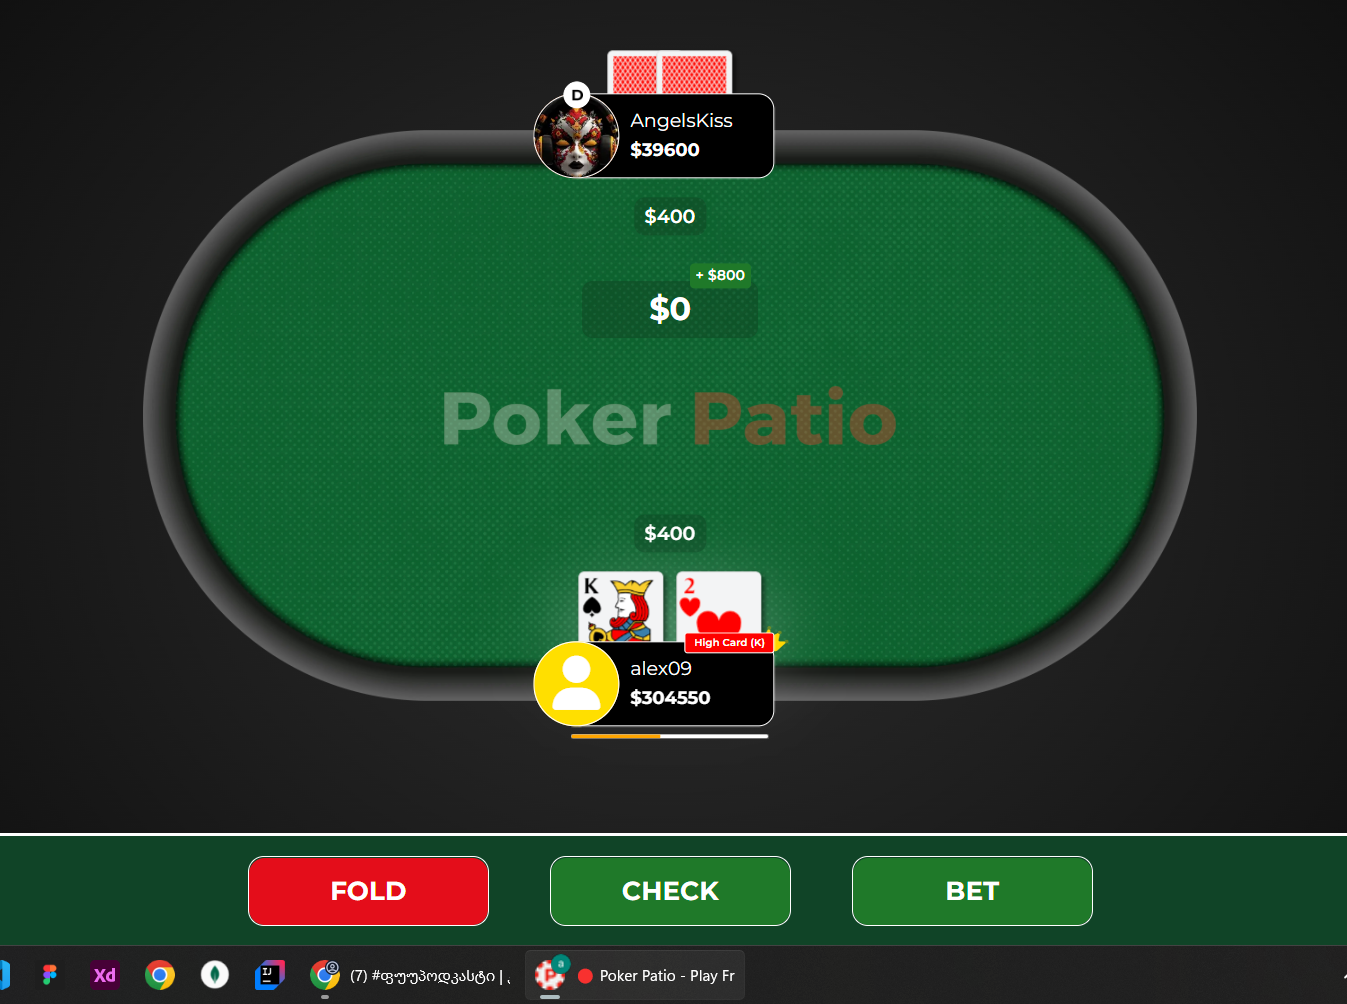 D
AngelsKiss
$39600
$400
+ $800
$0
Poker Patio
$400
K
2
High Card (K)
alex09
$304550
FOLD
CHECK
BET
Xd
IJ
(7) #ფუუპოდკასტი |
a
Poker Patio - Play Fr